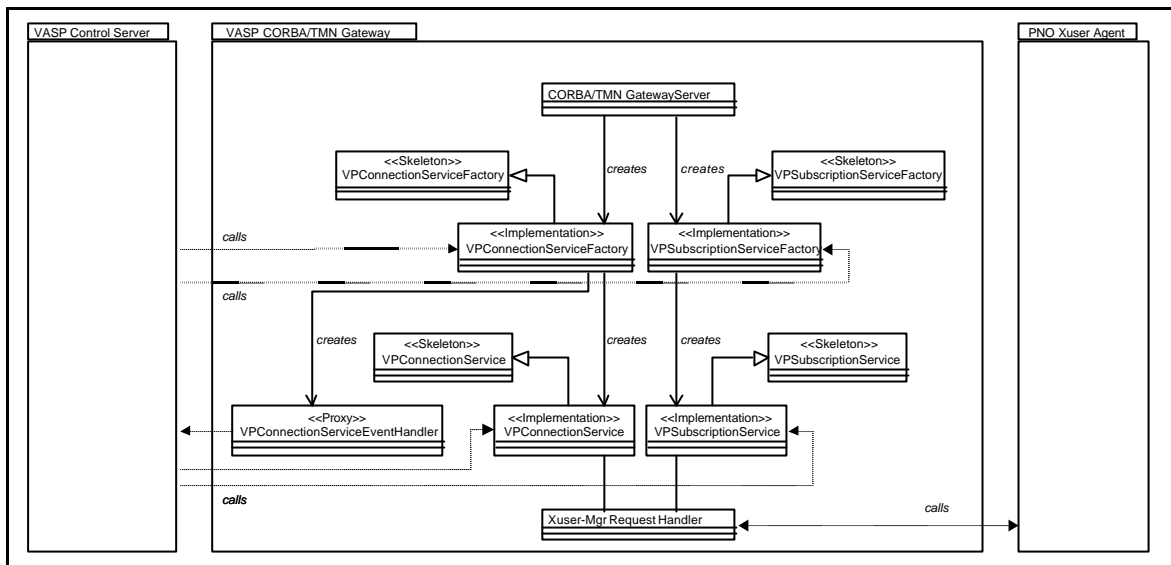 VASP Control Server
VASP CORBA/TMN Gateway
PNO Xuser Agent
CORBA/TMN GatewayServer
<<Skeleton>>
VPConnectionServiceFactory
creates
creates
<<Skeleton>>
VPSubscriptionServiceFactory
calls
<<Implementation>>
VPConnectionServiceFactory
<<Implementation>>
VPSubscriptionServiceFactory
calls
creates
<<Skeleton>>
VPConnectionService
creates
creates
<<Skeleton>>
VPSubscriptionService
<<Proxy>>
VPConnectionServiceEventHandler
<<Implementation>>
VPConnectionService
<<Implementation>>
VPSubscriptionService
calls
Xuser-Mgr Request Handler
calls